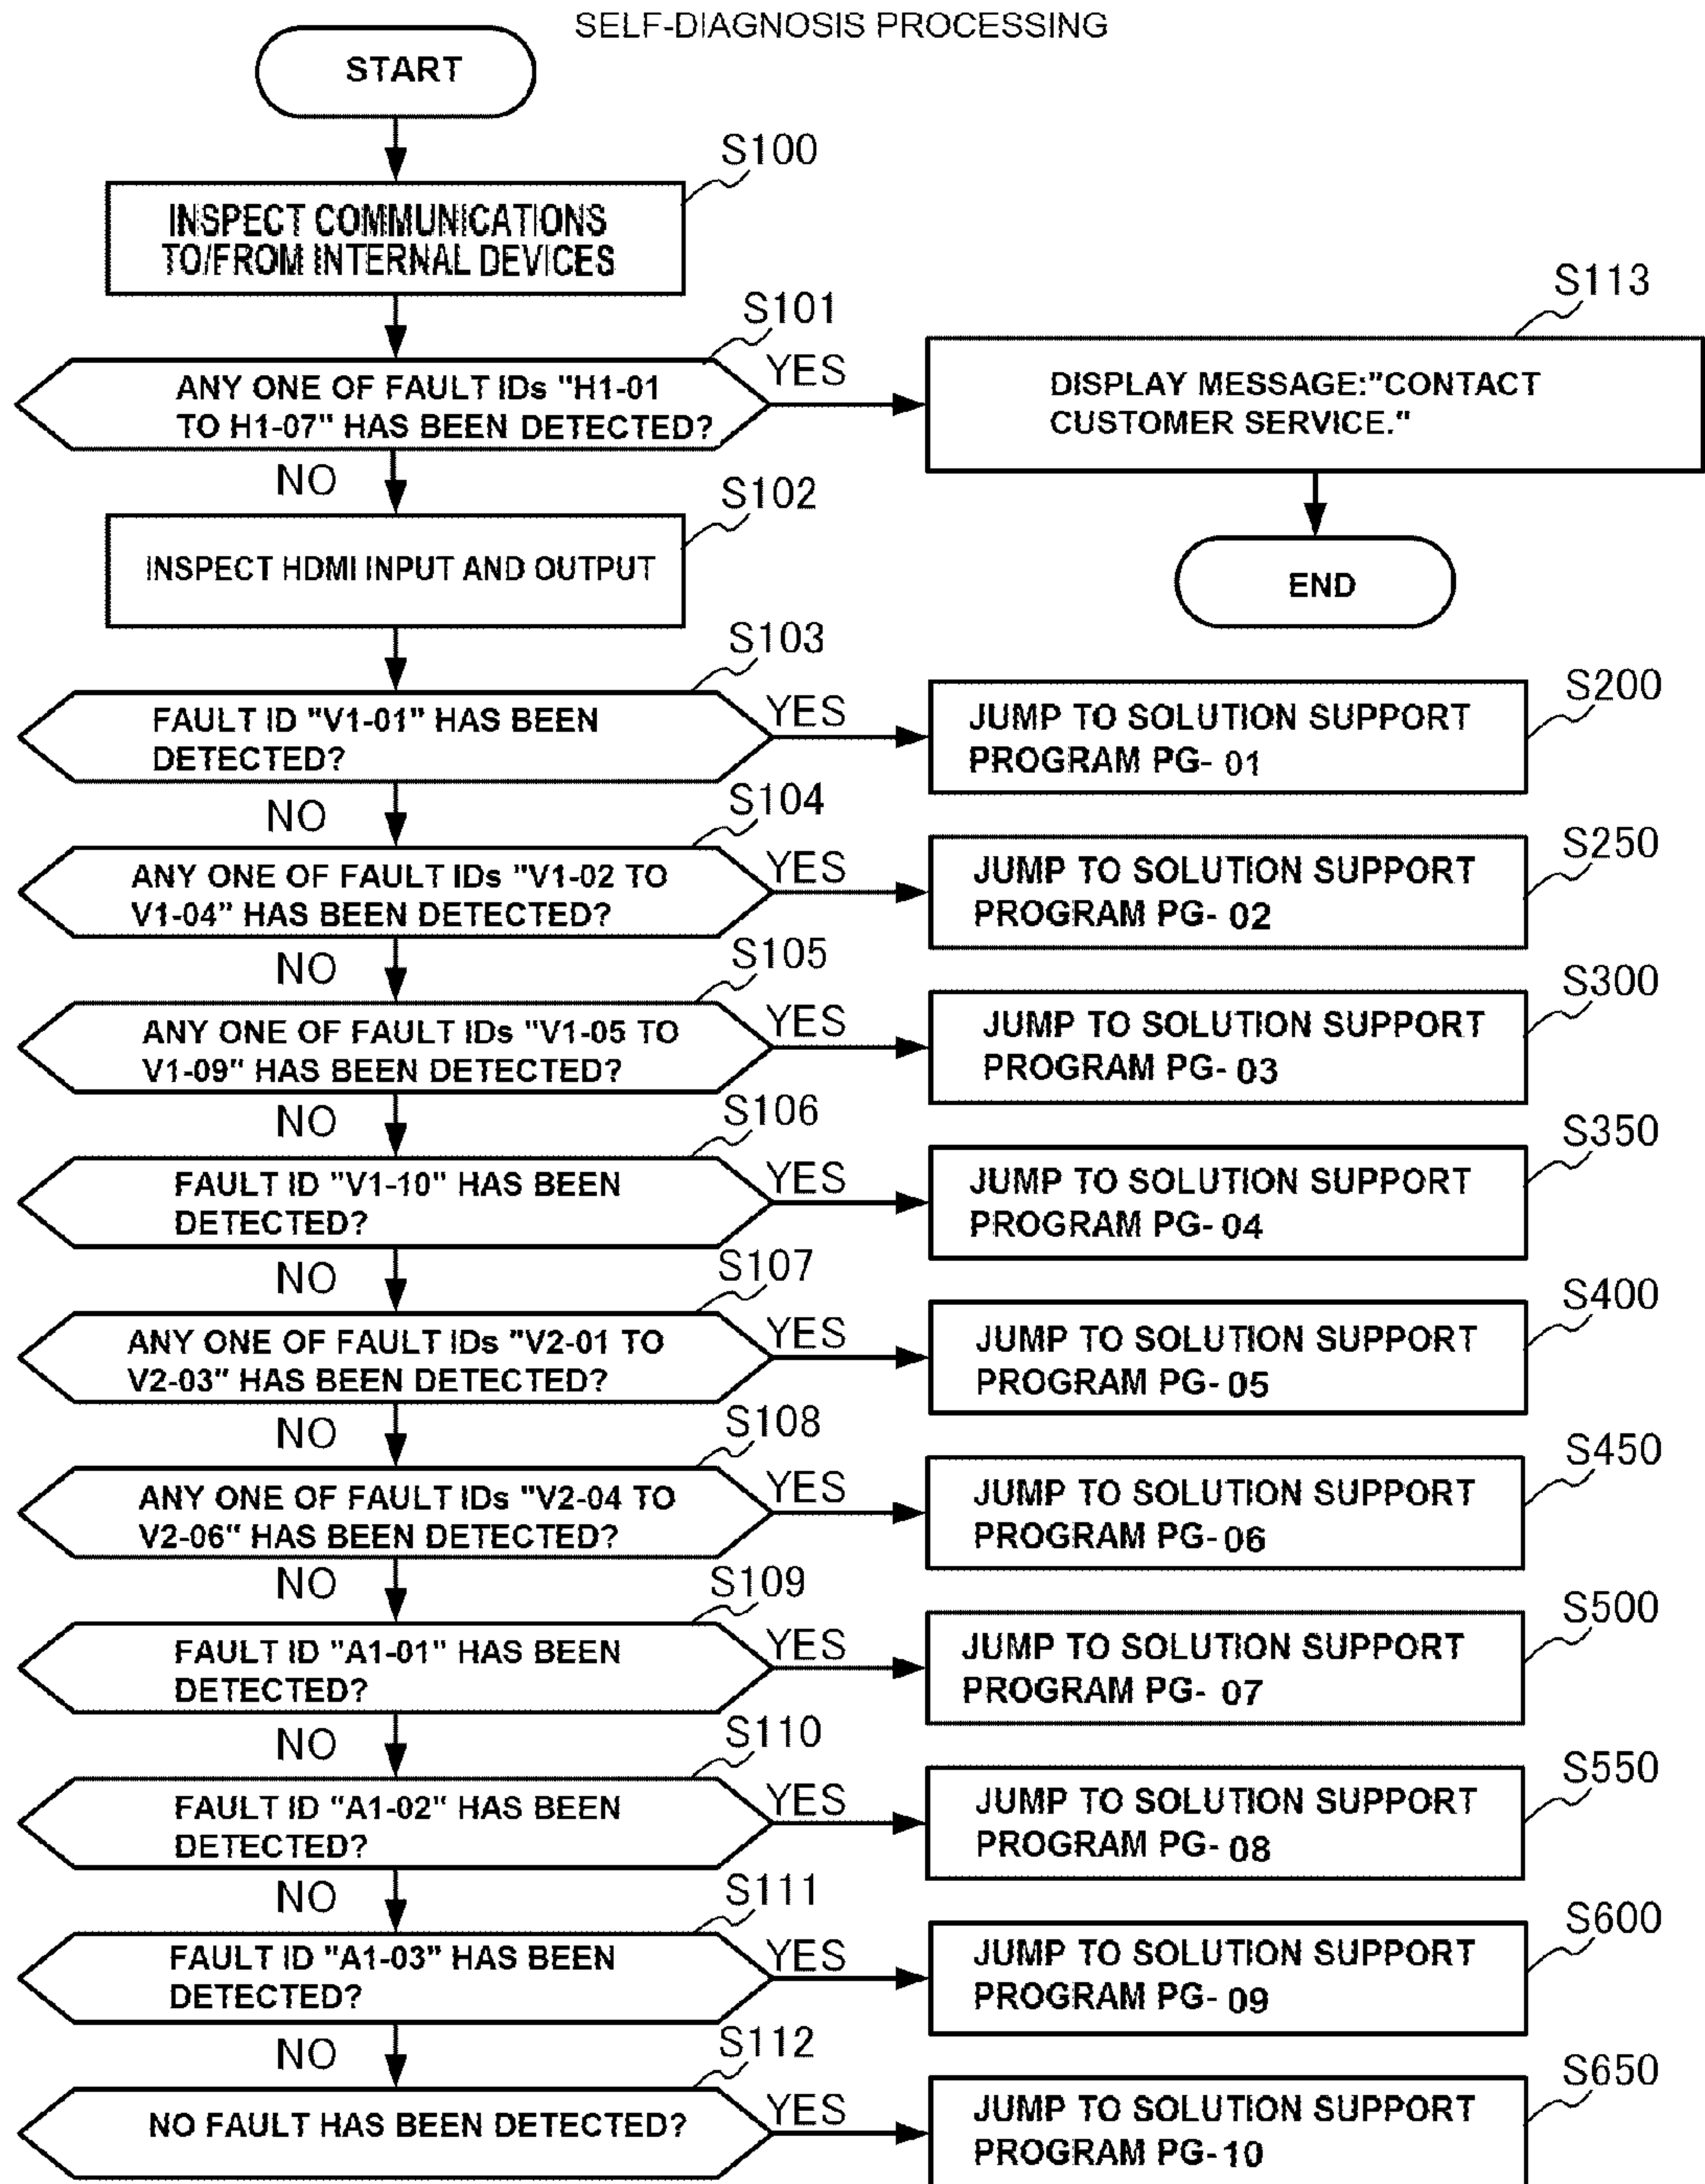 SELF-DIAGNOSIS PROCESSING
START
S100
INSPECT COMMUNICATIONS
TO/FROM INTERNAL DEVICES
S101
ANY ONE OF FAULT IDs "H1-01
TO H1-07" HAS BEEN DETECTED?
YES
S113
DISPLAY MESSAGE:"CONTACT
CUSTOMER SERVICE."
END
NO
S102
INSPECT HDMI INPUT AND OUTPUT
S103
FAULT ID "V1-01" HAS BEEN
DETECTED?
YES
S200
JUMP TO SOLUTION SUPPORT
PROGRAM PG- 01
NO
S104
ANY ONE OF FAULT IDs "V1-02 TO
V1-04" HAS BEEN DETECTED?
YES
S250
JUMP TO SOLUTION SUPPORT
PROGRAM PG- 02
NO
S105
ANY ONE OF FAULT IDs "V1-05 TO
V1-09" HAS BEEN DETECTED?
YES
S300
JUMP TO SOLUTION SUPPORT
PROGRAM PG- 03
NO
S106
FAULT ID "V1-10" HAS BEEN
DETECTED?
YES
S350
JUMP TO SOLUTION SUPPORT
PROGRAM PG- 04
NO
S107
ANY ONE OF FAULT IDs "V2-01 TO
V2-03" HAS BEEN DETECTED?
YES
S400
JUMP TO SOLUTION SUPPORT
PROGRAM PG- 05
NO
S108
ANY ONE OF FAULT IDs "V2-04 TO
V2-06" HAS BEEN DETECTED?
YES
S450
JUMP TO SOLUTION SUPPORT
PROGRAM PG- 06
NO
S109
FAULT ID "A1-01" HAS BEEN
DETECTED?
YES
S500
JUMP TO SOLUTION SUPPORT
PROGRAM PG- 07
NO
S110
FAULT ID "A1-02" HAS BEEN
DETECTED?
YES
S550
JUMP TO SOLUTION SUPPORT
PROGRAM PG- 08
NO
S111
FAULT ID "A1-03" HAS BEEN
DETECTED?
YES
S600
JUMP TO SOLUTION SUPPORT
PROGRAM PG- 09
NO
S112
NO FAULT HAS BEEN DETECTED?
YES
S650
JUMP TO SOLUTION SUPPORT
PROGRAM PG-10